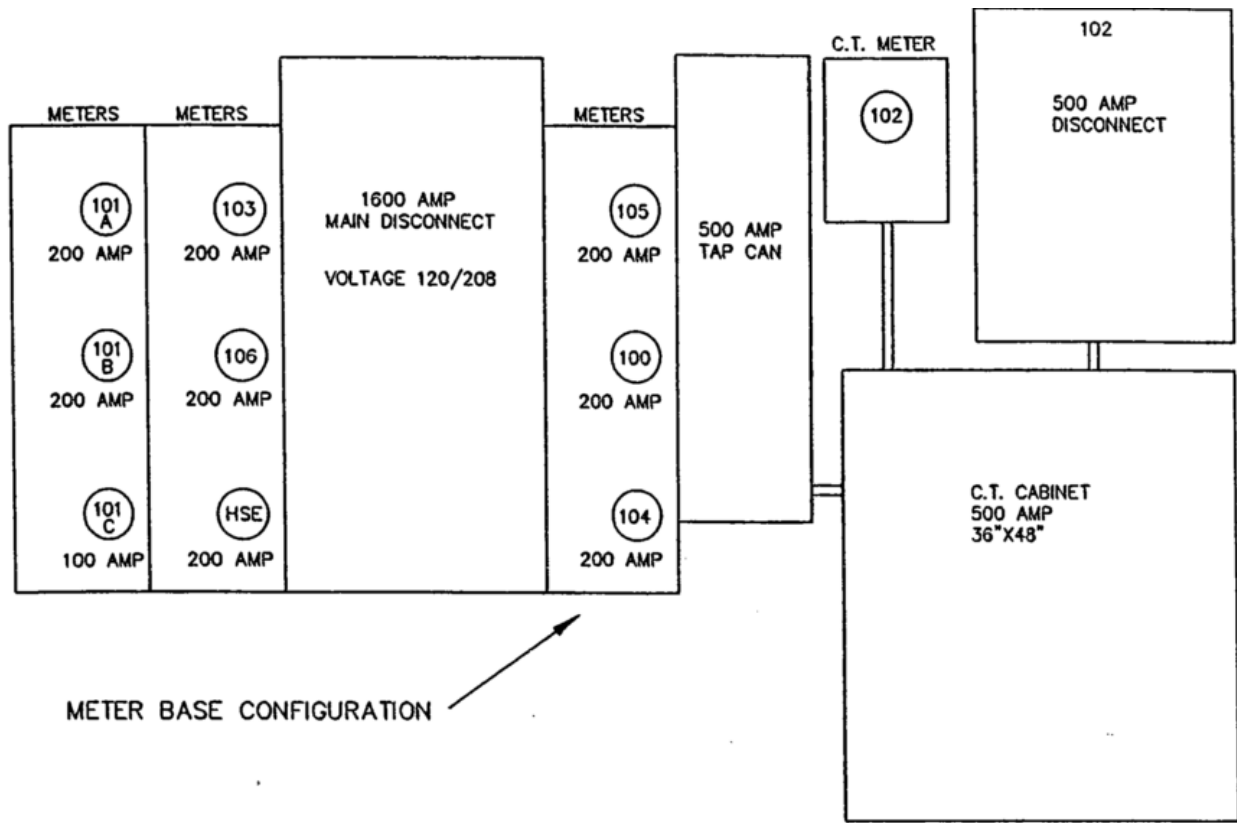 METERS
101
A
200 AMP
101
B
200 AMP
101
C
100 AMP
METERS
103
200 AMP
106
200 AMP
HSE
200 AMP
1600 AMP
MAIN DISCONNECT
VOLTAGE 120/208
METERS
105
200 AMP
100
200 AMP
104
200 AMP
500 AMP
TAP CAN
C.T. METER
102
102
500 AMP
DISCONNECT
C.T. CABINET
500 AMP
36"X48"
METER BASE CONFIGURATION